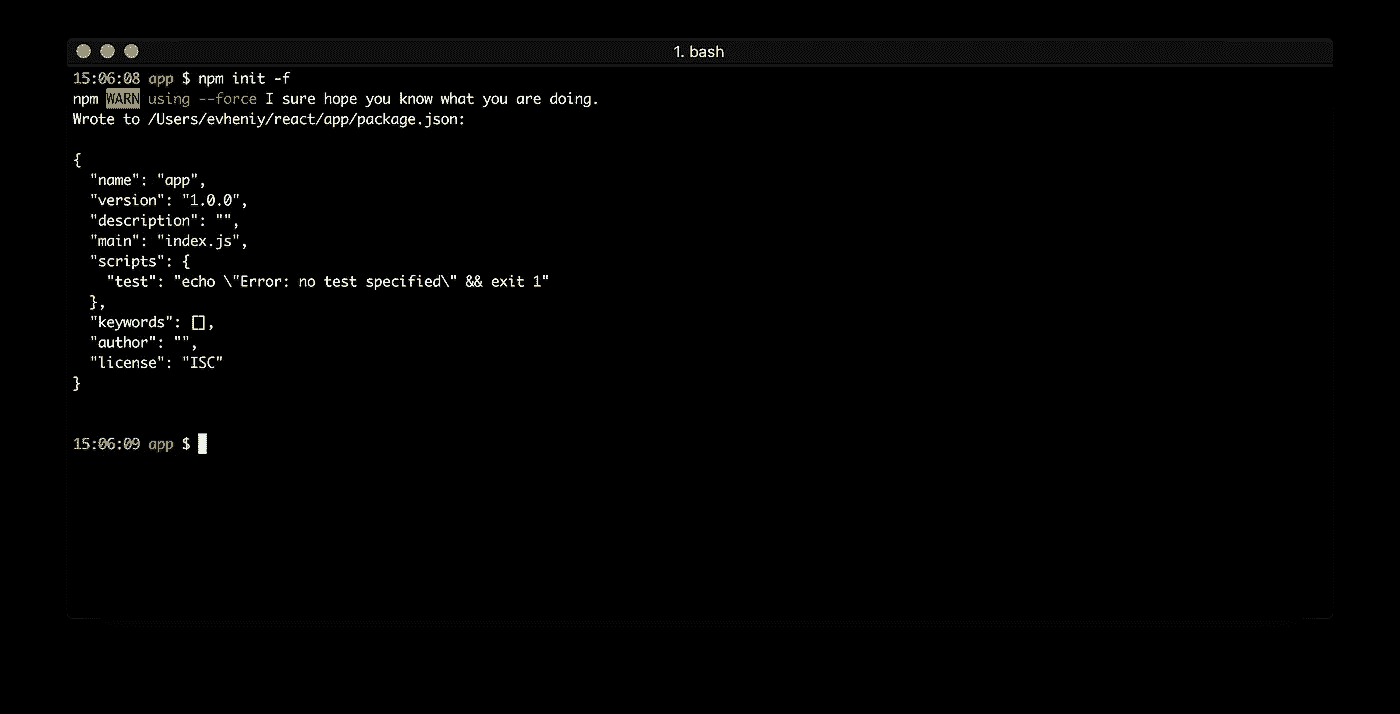 1. bash
15:06:08 app $ npm init -f
npm WARN using --force I sure hope you know what you are doing.
Wrote to /Users/evheniy/react/app/package.json:
{
  "name": "app",
  "version": "1.0.0",
  "description": "",
  "main": "index.js",
  "scripts": {
    "test": "echo \"Error: no test specified\" && exit 1"
  },
  "keywords": [],
  "author": "",
  "license": "ISC"
}
15:06:09 app $